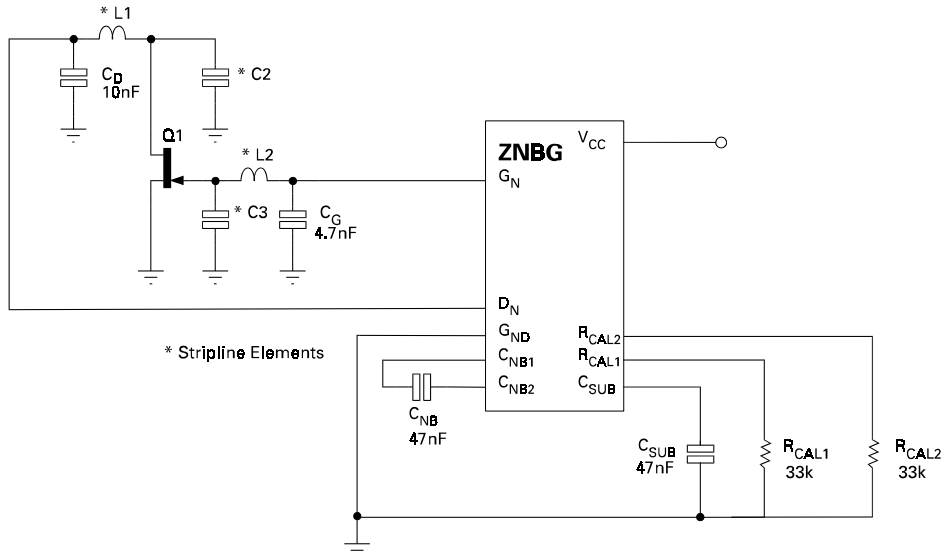 * L1
C_D
10nF
* C2
Q1
* L2
* C3
C_G
4.7nF
ZNBG
V_CC
G_N
D_N
G_ND
C_NB1
C_NB2
R_CAL2
R_CAL1
C_SUB
* Stripline Elements
C_NB
47nF
C_SUB
47nF
R_CAL1
33k
R_CAL2
33k